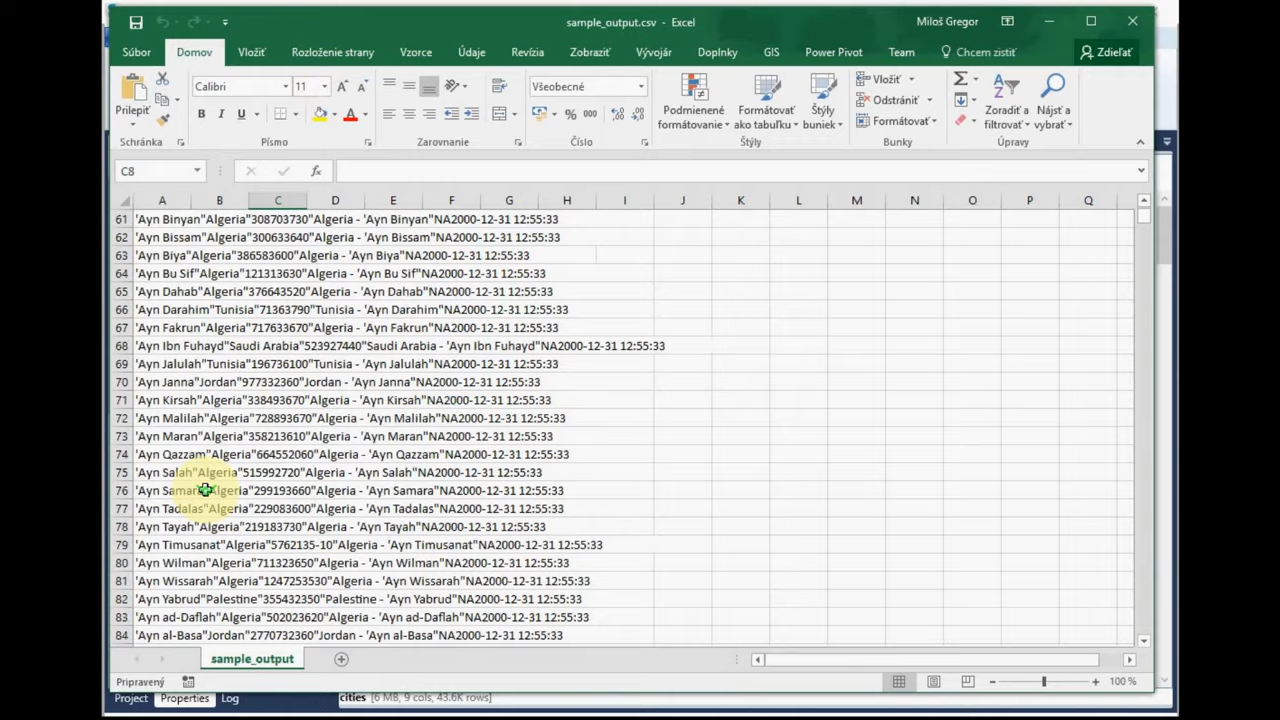 sample_output.csv - Excel
Miloš Gregor
Súbor Domov Vložiť Rozloženie strany Vzorce Údaje Revízia Zobraziť Vývojár Doplnky GIS Power Pivot Team Chcem zistiť Zdieľať
Prilepiť
Calibri 11
B I U
Všeobecné
% 000
Podmienené formátovanie
Formátovať ako tabuľku
Štýly buniek
Vložiť
Odstrániť
Formátovať
Zoradiť a filtrovať
Nájsť a vybrať
Schránka Písmo Zarovnanie Číslo Štýly Bunky Úpravy
C8
A B C D E F G H I J K L M N O P Q
61 'Ayn Binyan"Algeria"308703730"Algeria - 'Ayn Binyan"NA2000-12-31 12:55:33
62 'Ayn Bissam"Algeria"300633640"Algeria - 'Ayn Bissam"NA2000-12-31 12:55:33
63 'Ayn Biya"Algeria"386583600"Algeria - 'Ayn Biya"NA2000-12-31 12:55:33
64 'Ayn Bu Sif"Algeria"121313630"Algeria - 'Ayn Bu Sif"NA2000-12-31 12:55:33
65 'Ayn Dahab"Algeria"376643520"Algeria - 'Ayn Dahab"NA2000-12-31 12:55:33
66 'Ayn Darahim"Tunisia"71363790"Tunisia - 'Ayn Darahim"NA2000-12-31 12:55:33
67 'Ayn Fakrun"Algeria"717633670"Algeria - 'Ayn Fakrun"NA2000-12-31 12:55:33
68 'Ayn Ibn Fuhayd"Saudi Arabia"523927440"Saudi Arabia - 'Ayn Ibn Fuhayd"NA2000-12-31 12:55:33
69 'Ayn Jalulah"Tunisia"196736100"Tunisia - 'Ayn Jalulah"NA2000-12-31 12:55:33
70 'Ayn Janna"Jordan"977332360"Jordan - 'Ayn Janna"NA2000-12-31 12:55:33
71 'Ayn Kirsah"Algeria"338493670"Algeria - 'Ayn Kirsah"NA2000-12-31 12:55:33
72 'Ayn Malilah"Algeria"728893670"Algeria - 'Ayn Malilah"NA2000-12-31 12:55:33
73 'Ayn Maran"Algeria"358213610"Algeria - 'Ayn Maran"NA2000-12-31 12:55:33
74 'Ayn Qazzam"Algeria"664552060"Algeria - 'Ayn Qazzam"NA2000-12-31 12:55:33
75 'Ayn Salah"Algeria"515992720"Algeria - 'Ayn Salah"NA2000-12-31 12:55:33
76 'Ayn Samara"Algeria"299193660"Algeria - 'Ayn Samara"NA2000-12-31 12:55:33
77 'Ayn Tadalas"Algeria"229083600"Algeria - 'Ayn Tadalas"NA2000-12-31 12:55:33
78 'Ayn Tayah"Algeria"219183730"Algeria - 'Ayn Tayah"NA2000-12-31 12:55:33
79 'Ayn Timusanat"Algeria"5762135-10"Algeria - 'Ayn Timusanat"NA2000-12-31 12:55:33
80 'Ayn Wilman"Algeria"711323650"Algeria - 'Ayn Wilman"NA2000-12-31 12:55:33
81 'Ayn Wissarah"Algeria"1247253530"Algeria - 'Ayn Wissarah"NA2000-12-31 12:55:33
82 'Ayn Yabrud"Palestine"355432350"Palestine - 'Ayn Yabrud"NA2000-12-31 12:55:33
83 'Ayn ad-Daflah"Algeria"502023620"Algeria - 'Ayn ad-Daflah"NA2000-12-31 12:55:33
84 'Ayn al-Basa"Jordan"2770732360"Jordan - 'Ayn al-Basa"NA2000-12-31 12:55:33
sample_output
Pripravený
100 %
Project Properties Log
cities [6 MB, 9 cols, 43.6K rows]